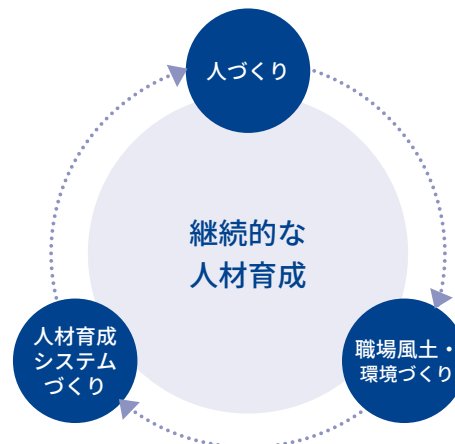 人づくり
継続的な
人材育成
人材育成
システム
づくり
職場風土・
環境づくり